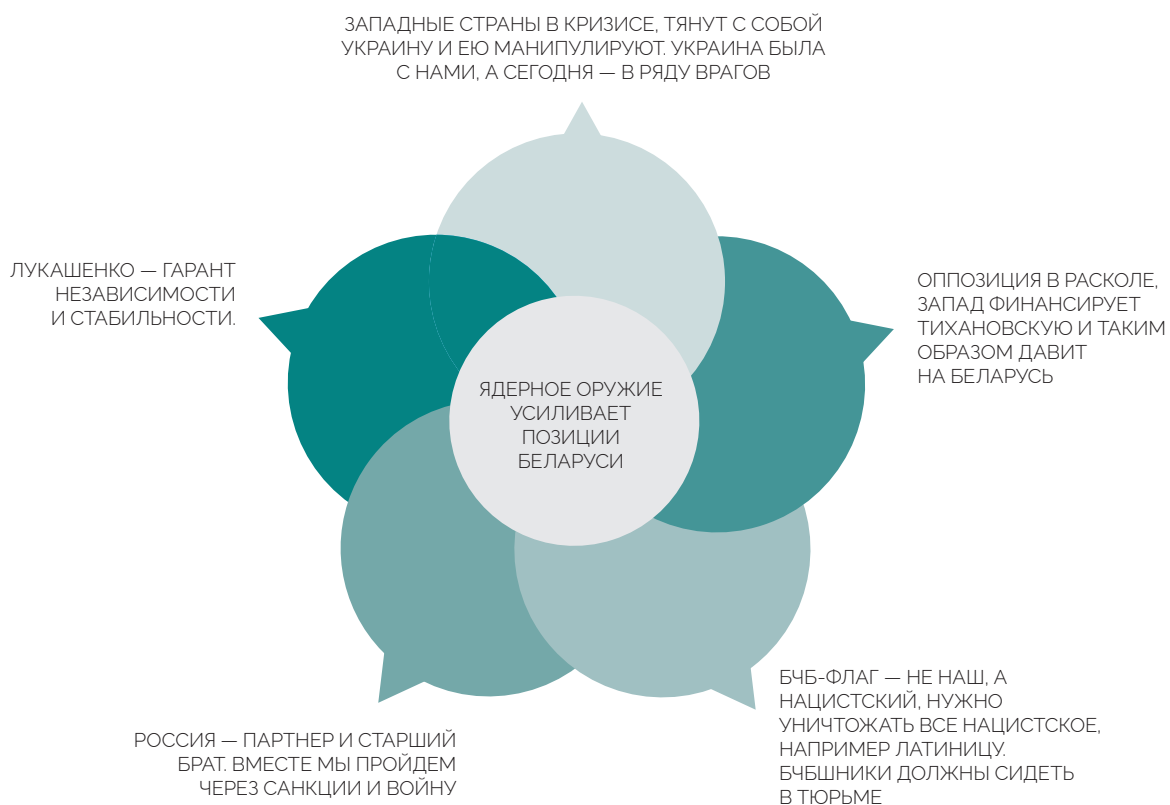 ЗАПАДНЫЕ СТРАНЫ В КРИЗИСЕ, ТЯНУТ С СОБОЙ
УКРАИНУ И ЕЮ МАНИПУЛИРУЮТ. УКРАИНА БЫЛА
С НАМИ, А СЕГОДНЯ — В РЯДУ ВРАГОВ
ЛУКАШЕНКО — ГАРАНТ
НЕЗАВИСИМОСТИ
И СТАБИЛЬНОСТИ.
ОППОЗИЦИЯ В РАСКОЛЕ,
ЗАПАД ФИНАНСИРУЕТ
ТИХАНОВСКУЮ И ТАКИМ
ОБРАЗОМ ДАВИТ
НА БЕЛАРУСЬ
ЯДЕРНОЕ ОРУЖИЕ
УСИЛИВАЕТ
ПОЗИЦИИ
БЕЛАРУСИ
РОССИЯ — ПАРТНЕР И СТАРШИЙ
БРАТ. ВМЕСТЕ МЫ ПРОЙДЕМ
ЧЕРЕЗ САНКЦИИ И ВОЙНУ
БЧБ-ФЛАГ — НЕ НАШ, А
НАЦИСТСКИЙ, НУЖНО
УНИЧТОЖАТЬ ВСЕ НАЦИСТСКОЕ,
НАПРИМЕР ЛАТИНИЦУ.
БЧБШНИКИ ДОЛЖНЫ СИДЕТЬ
В ТЮРЬМЕ